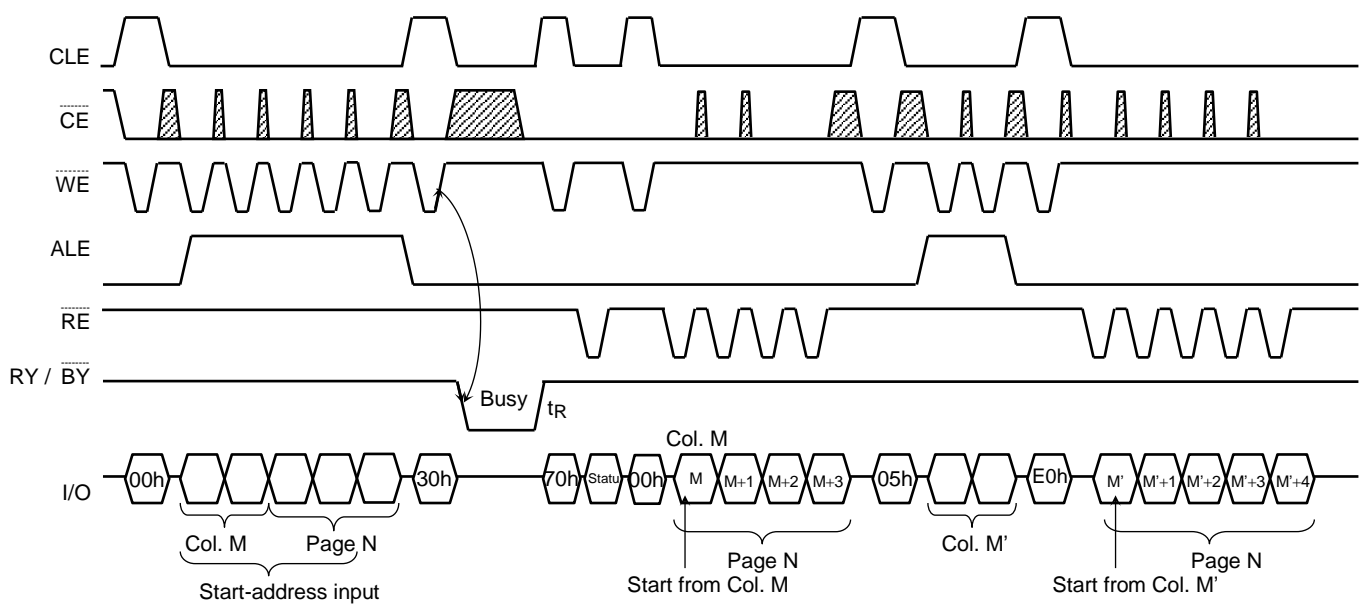 CLE
CE
WE
ALE
RE
RY / BY
Busy
tR
Col. M
I/O
00h
30h
70h
Statu
00h
M
M+1
M+2
M+3
05h
E0h
M'
M'+1
M'+2
M'+3
M'+4
Col. M
Page N
Col. M’
Page N
Page N
Start-address input
Start from Col. M
Start from Col. M’